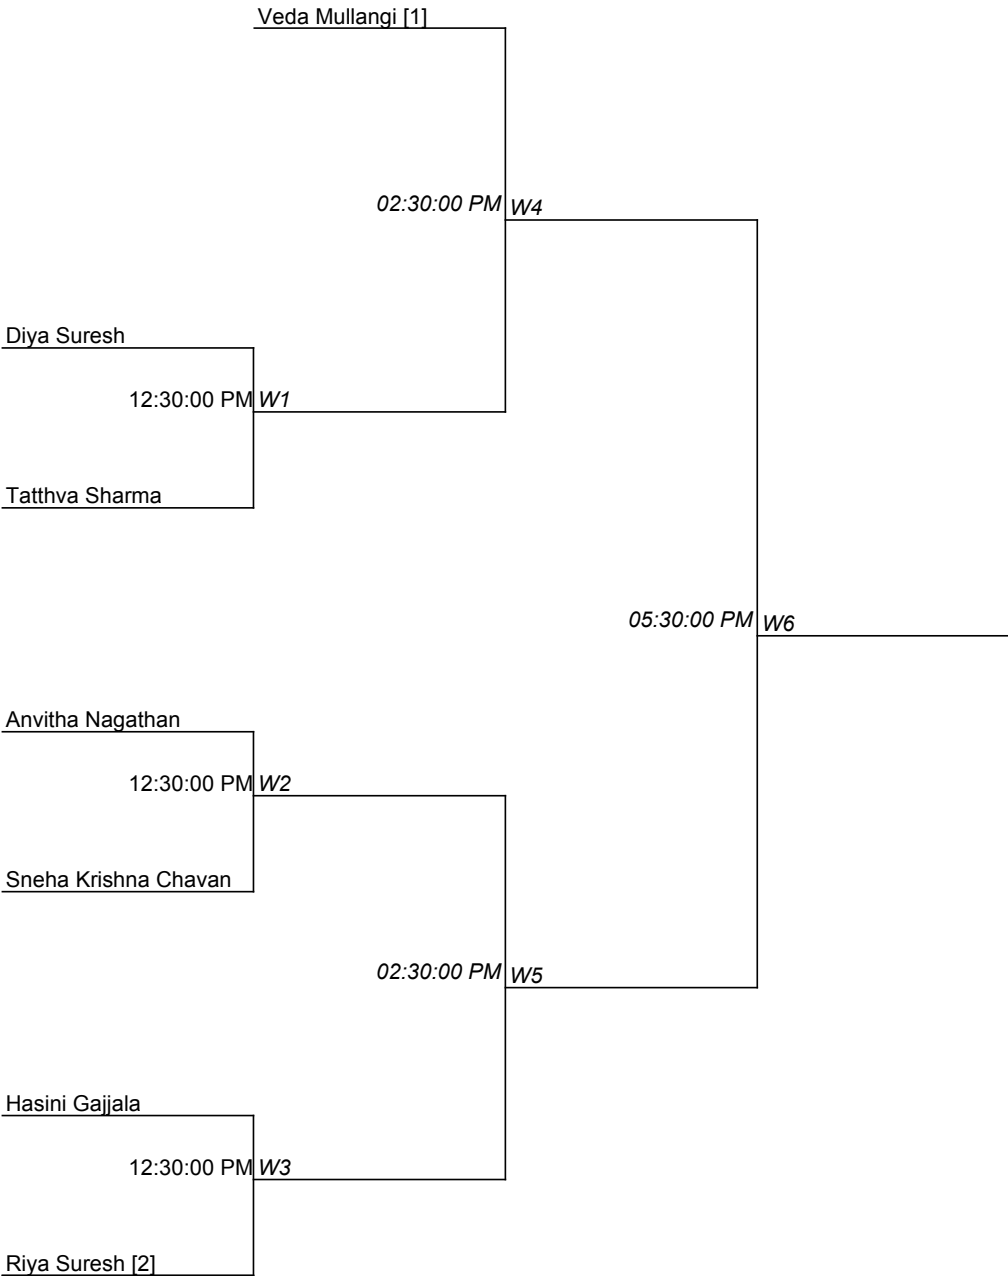 Veda Mullangi [1]
02:30:00 PM W4
Diya Suresh
12:30:00 PM W1
Tatthva Sharma
05:30:00 PM W6
Anvitha Nagathan
12:30:00 PM W2
Sneha Krishna Chavan
02:30:00 PM W5
Hasini Gajjala
12:30:00 PM W3
Riya Suresh [2]